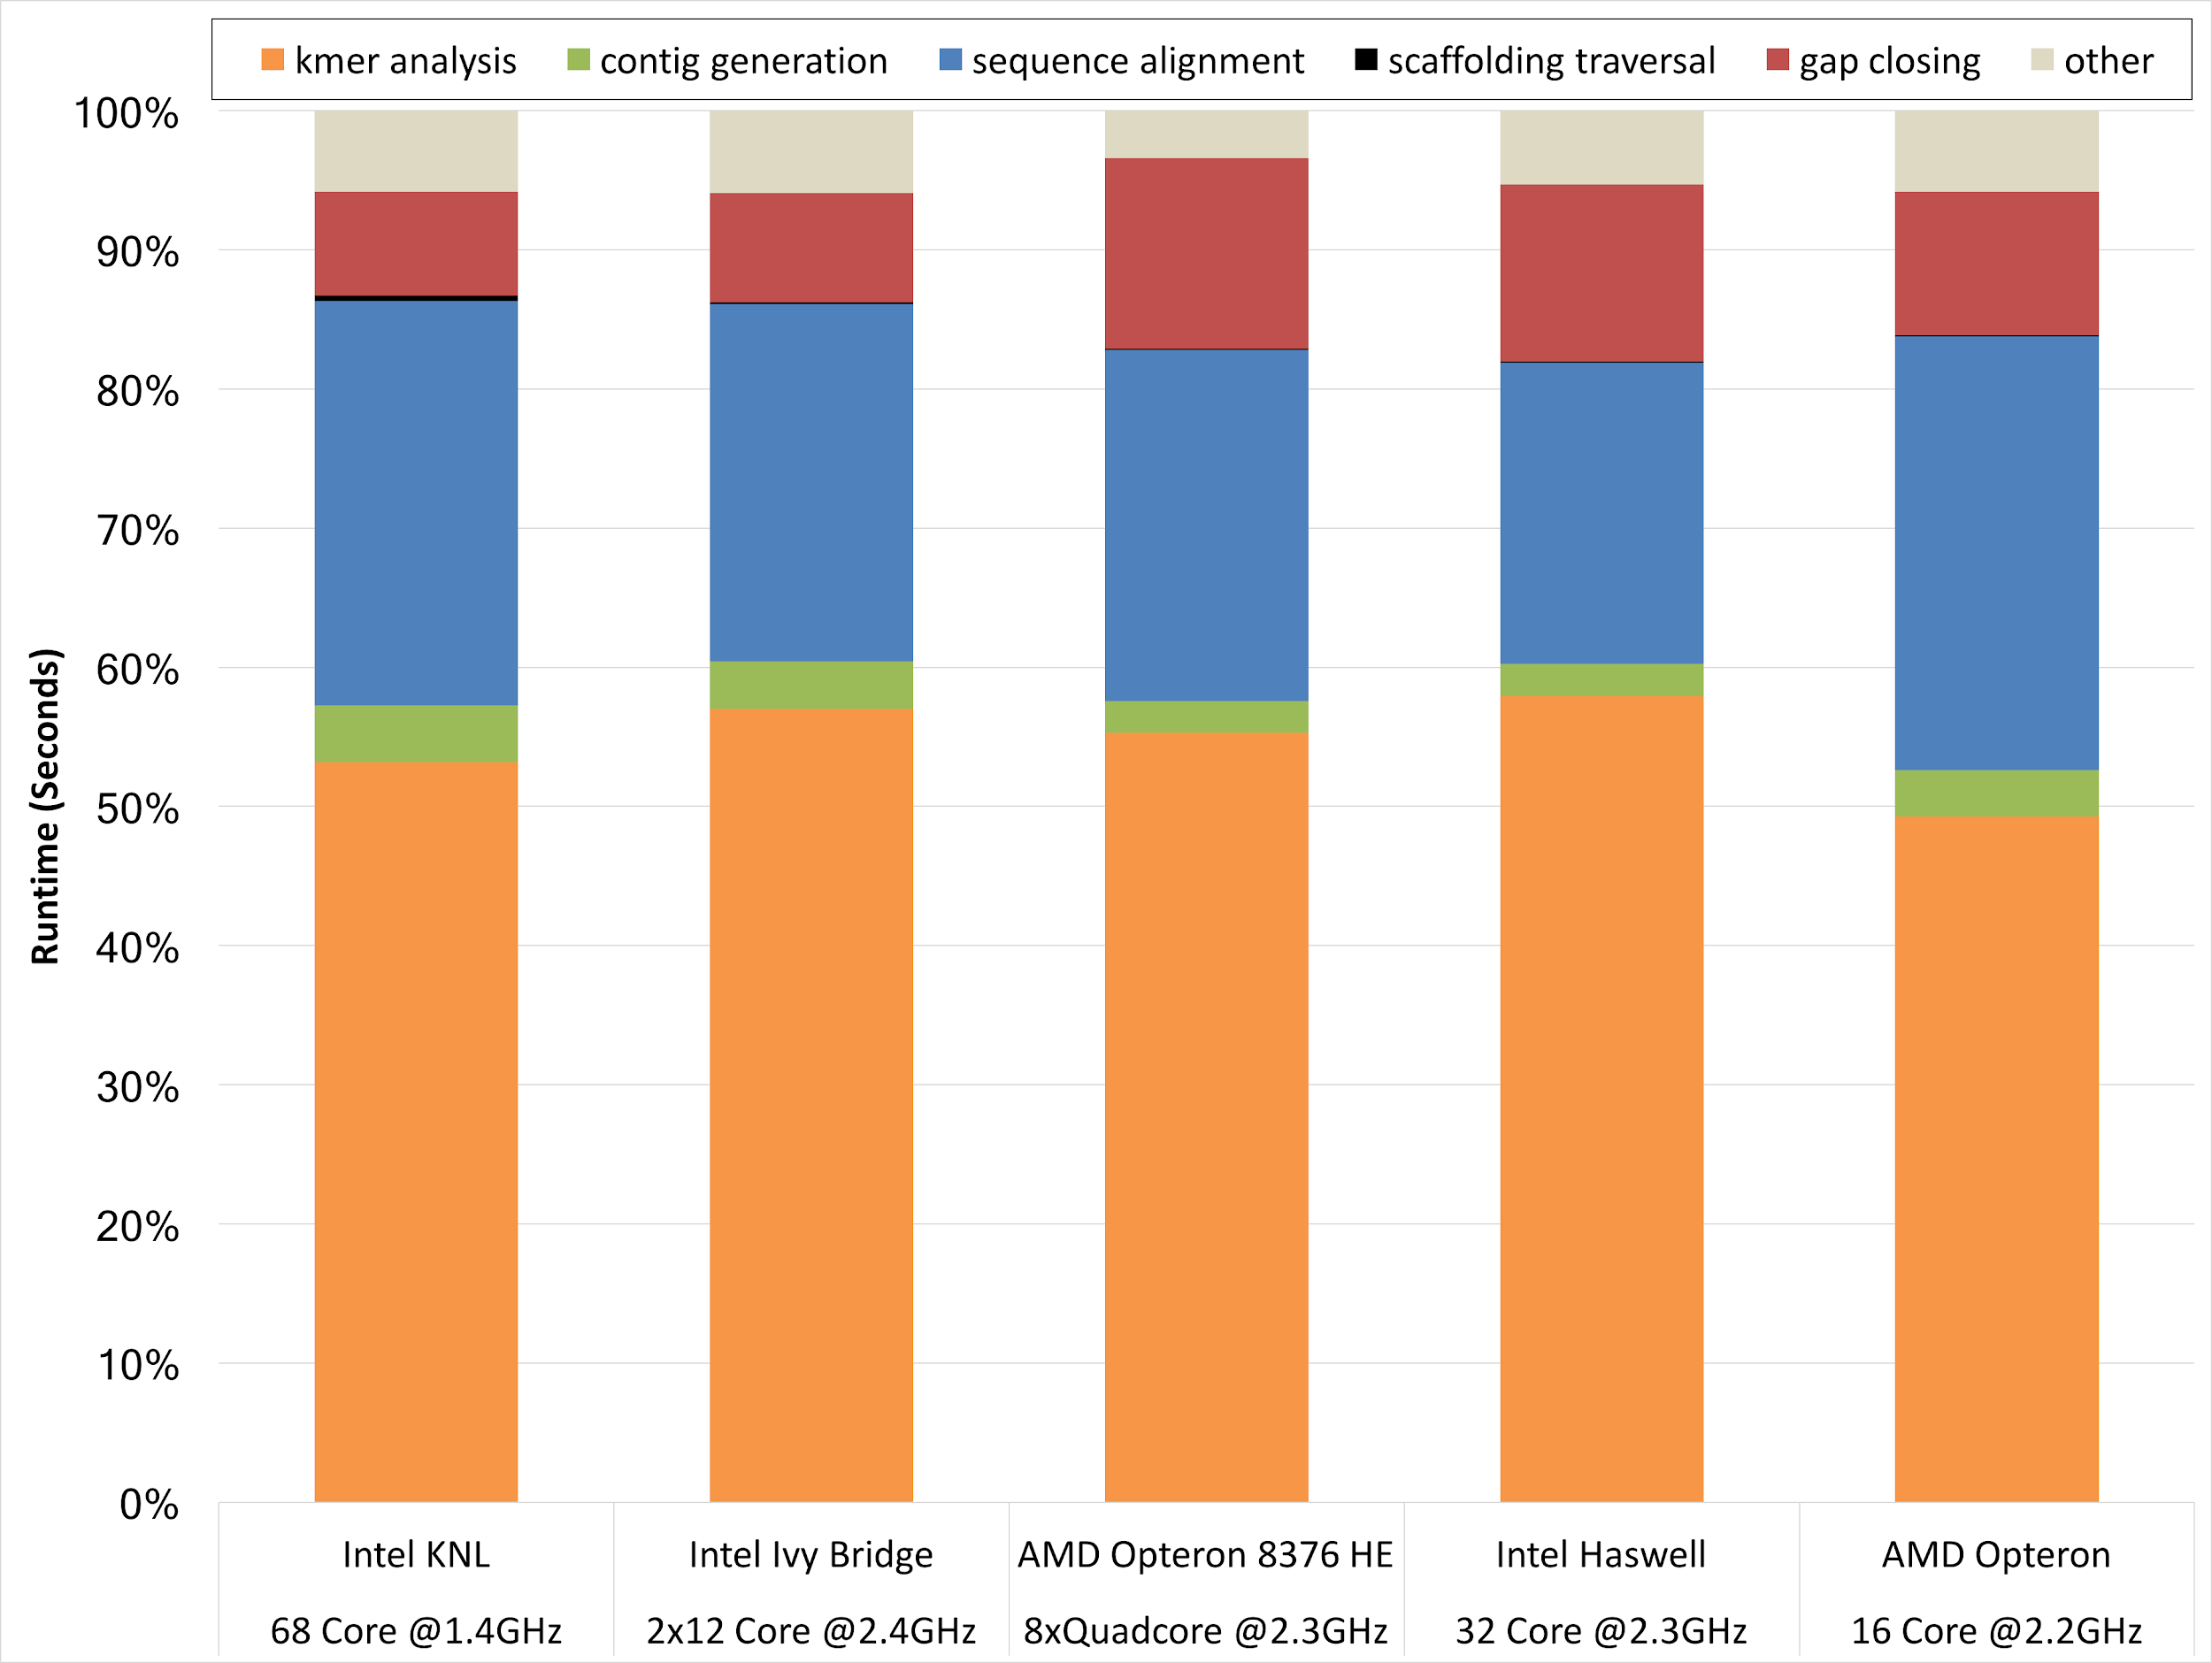 kmer analysis contig generation sequence alignment scaffolding traversal gap closing other
Runtime (Seconds)
100%
90%
80%
70%
60%
50%
40%
30%
20%
10%
0%
Intel KNL Intel Ivy Bridge AMD Opteron 8376 HE Intel Haswell AMD Opteron
68 Core @1.4GHz 2x12 Core @2.4GHz 8xQuadcore @2.3GHz 32 Core @2.3GHz 16 Core @2.2GHz